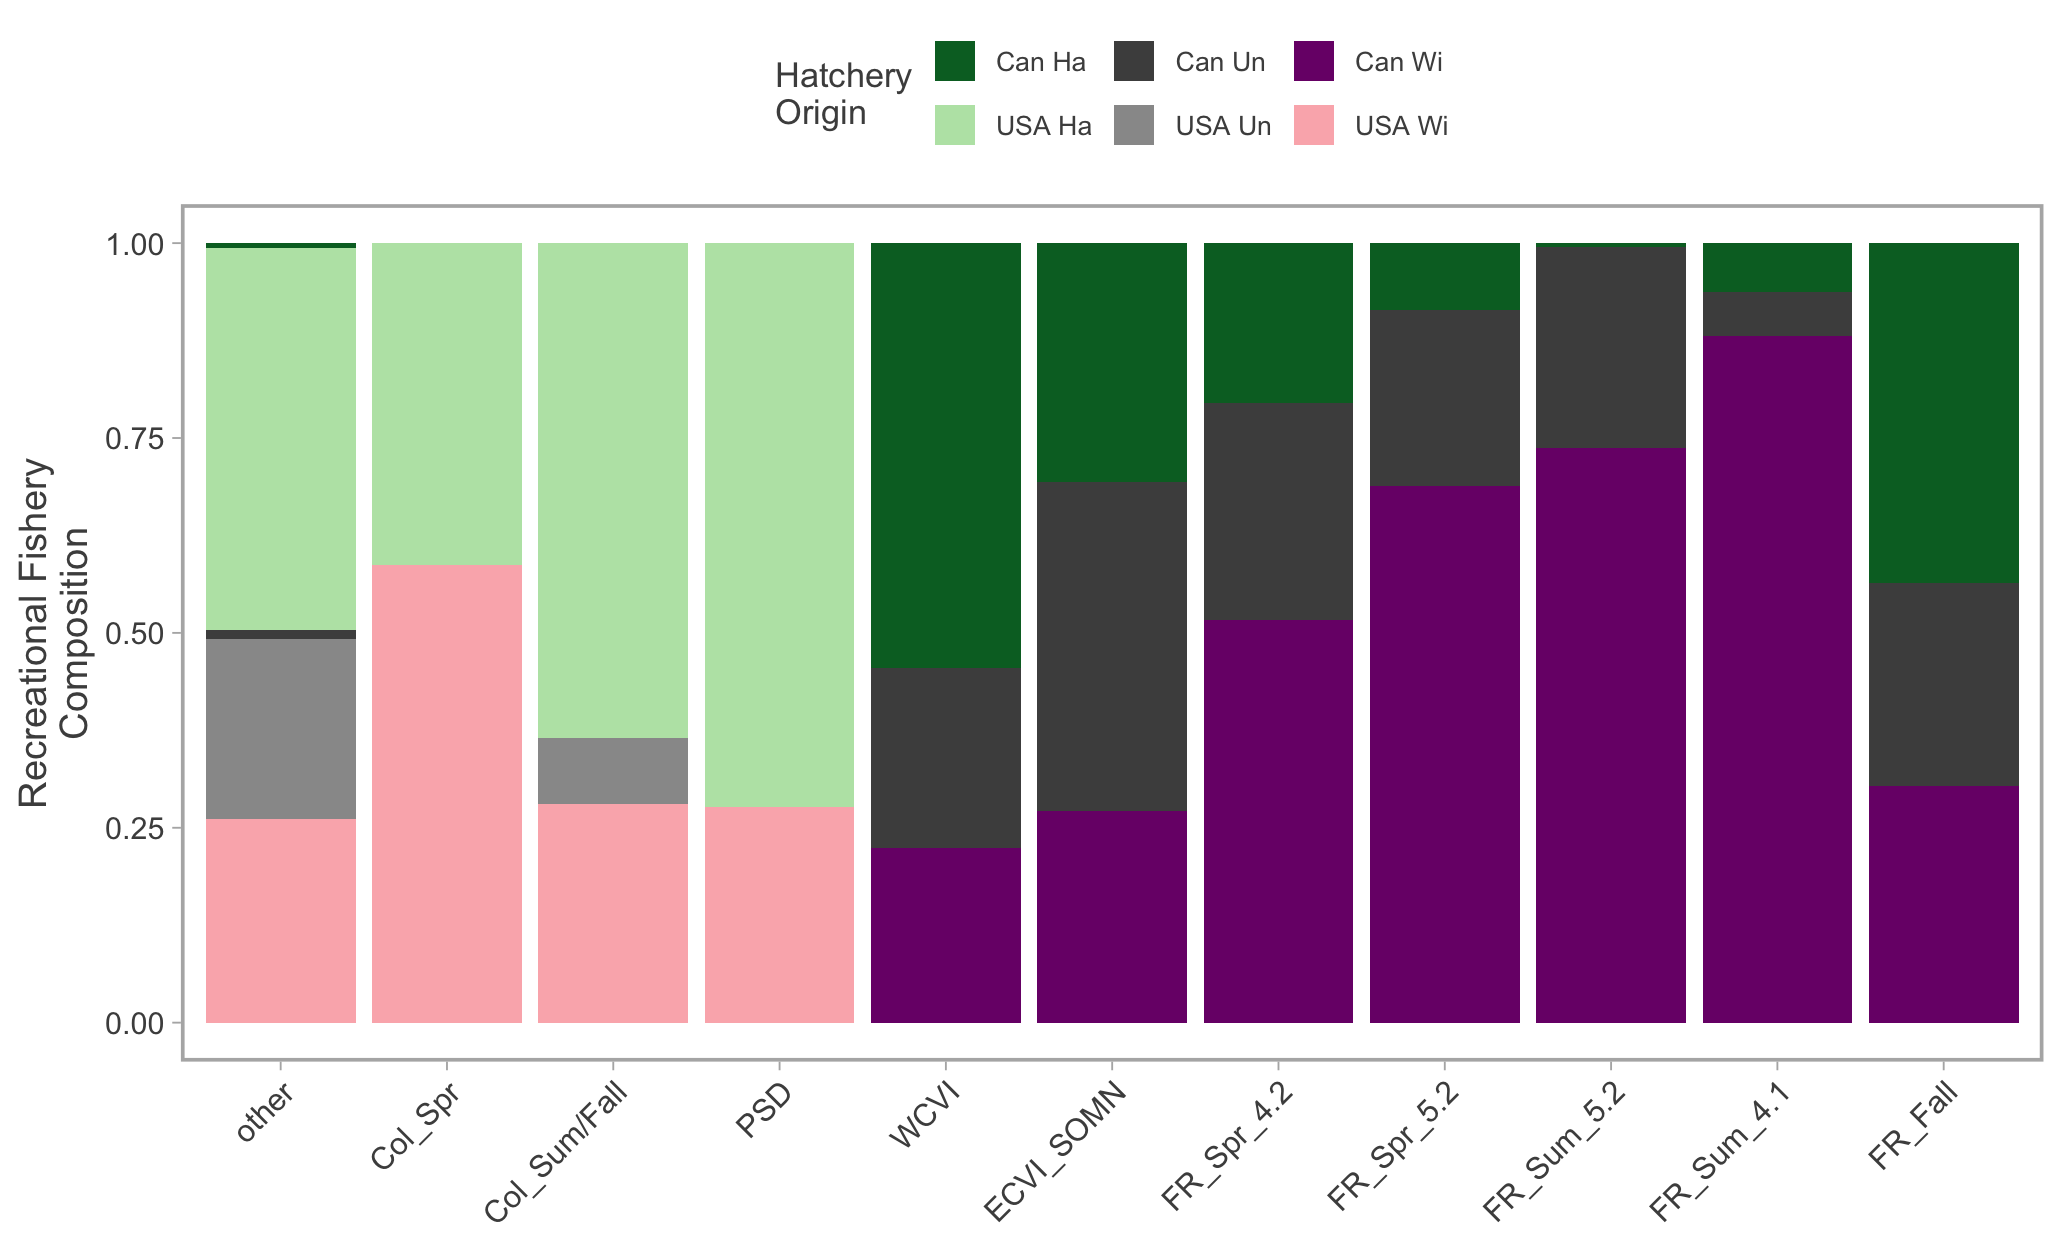 Hatchery
Origin
Can Ha
Can Un
Can Wi
USA Ha
USA Un
USA Wi
Recreational Fishery
Composition
1.00
0.75
0.50
0.25
0.00
other
Col_Spr
Col_Sum/Fall
PSD
WCVI
ECVI_SOMN
FR_Spr_4.2
FR_Spr_5.2
FR_Sum_5.2
FR_Sum_4.1
FR_Fall